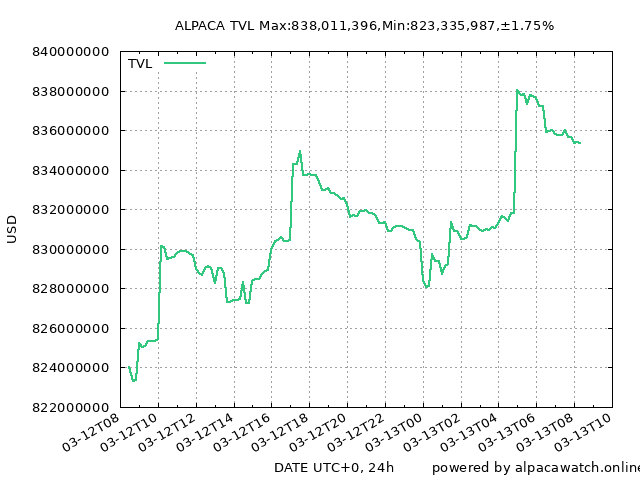 ALPACA TVL Max:838,011,396,Min:823,335,987,±1.75%
840000000
838000000
836000000
834000000
832000000
830000000
828000000
826000000
824000000
822000000
USD
TVL
03-12T08
03-12T10
03-12T12
03-12T14
03-12T16
03-12T18
03-12T20
03-12T22
03-13T00
03-13T02
03-13T04
03-13T06
03-13T08
03-13T10
DATE UTC+0, 24h
powered by alpacawatch.online